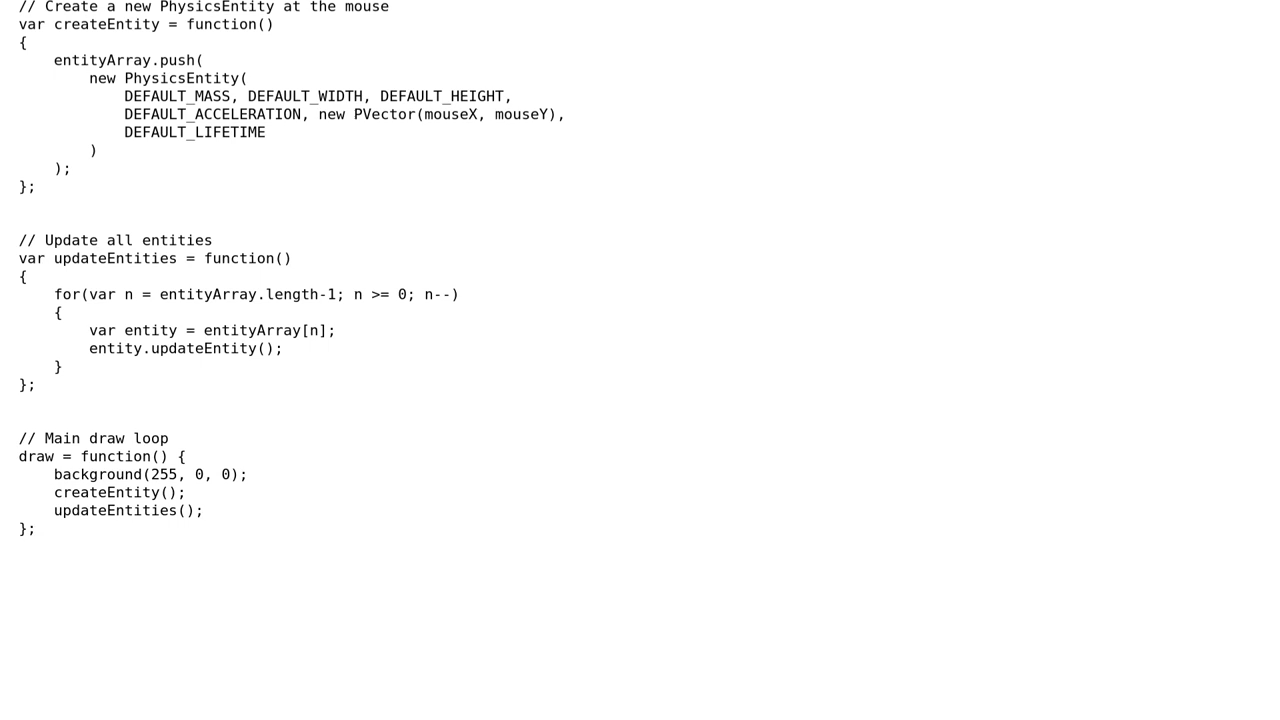 // Create a new PhysicsEntity at the mouse
var createEntity = function()
{
    entityArray.push(
        new PhysicsEntity(
            DEFAULT_MASS, DEFAULT_WIDTH, DEFAULT_HEIGHT,
            DEFAULT_ACCELERATION, new PVector(mouseX, mouseY),
            DEFAULT_LIFETIME
        )
    );
};
// Update all entities
var updateEntities = function()
{
    for(var n = entityArray.length-1; n >= 0; n--)
    {
        var entity = entityArray[n];
        entity.updateEntity();
    }
};
// Main draw loop
draw = function() {
    background(255, 0, 0);
    createEntity();
    updateEntities();
};